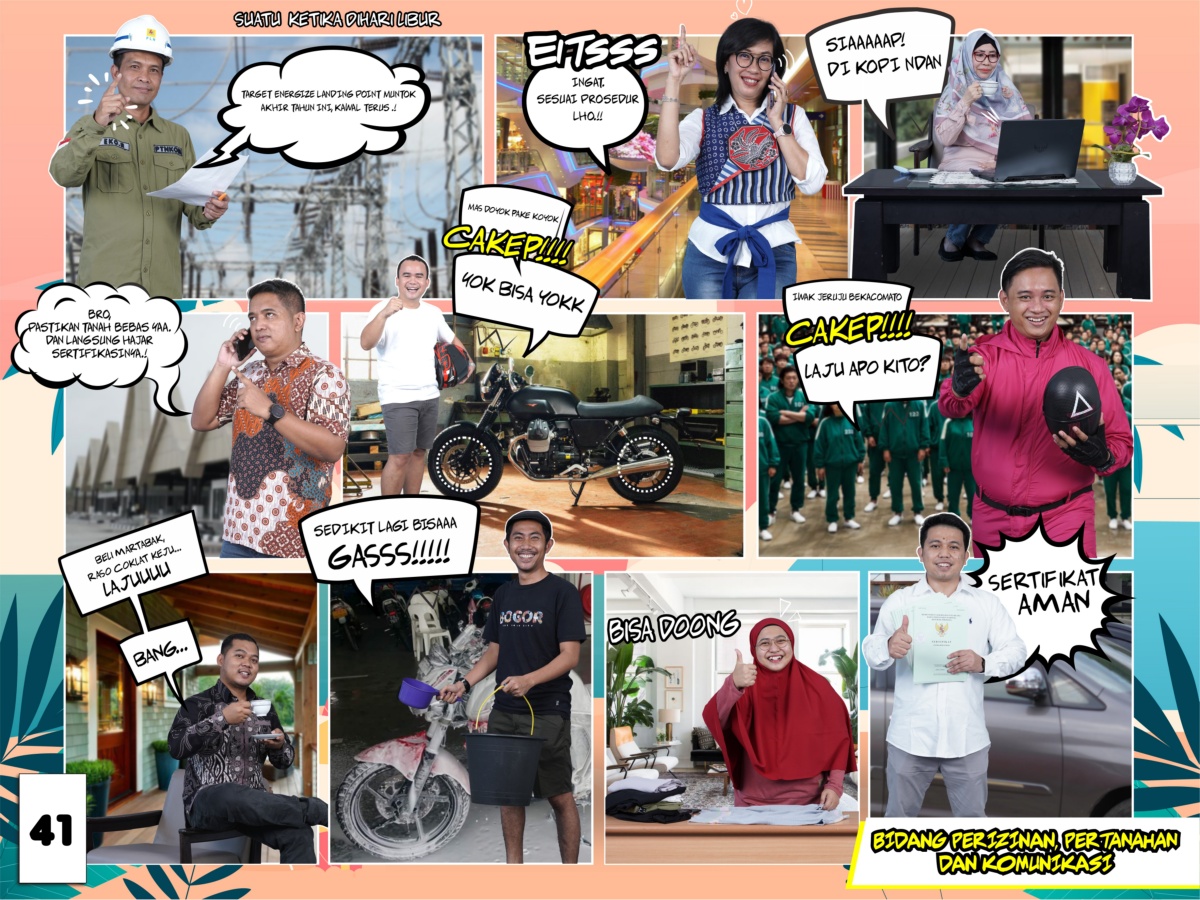 SUATU KETIKA DIHARI LIBUR
TARGET ENERGIZE LANDING POINT MUNTOK
AKHIR TAHUN INI, KAWAL TERUS .!
EKO.S
EITSSS
INGAT.
SESUAI PROSEDUR
LHO.!!
SIAAAAAP!
DI KOPI NDAN
MAS DOYOK PAKE KOYOK
CAKEP!!!!
YOK BISA YOKK
BRO,
PASTIKAN TANAH BEBAS YAA,
DAN LANGSUNG HAJAR
SERTIFIKASINYA.!
IWAK JERUJU BEKACOMATO
CAKEP!!!!
LAJU APO KITO?
BELI MARTABAK,
RASO COKLAT KEJU...
LAJUUUU
BANG...
SEDIKIT LAGI BISAAA
GASSS!!!!!
BOGOR
BISA DOONG
SERTIFIKAT
AMAN
41
BIDANG PERIZINAN, PERTANAHAN
DAN KOMUNIKASI